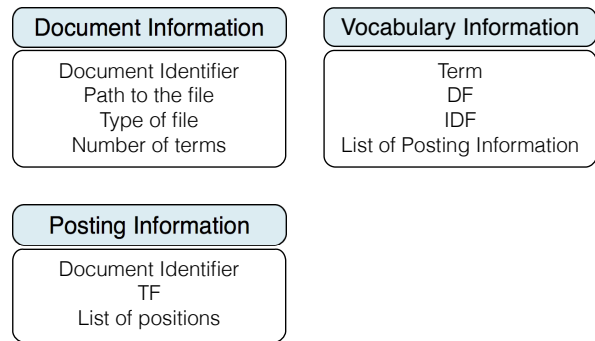 Document Information
Document Identifier
Path to the file
Type of file
Number of terms
Vocabulary Information
Term
DF
IDF
List of Posting Information
Posting Information
Document Identifier
TF
List of positions